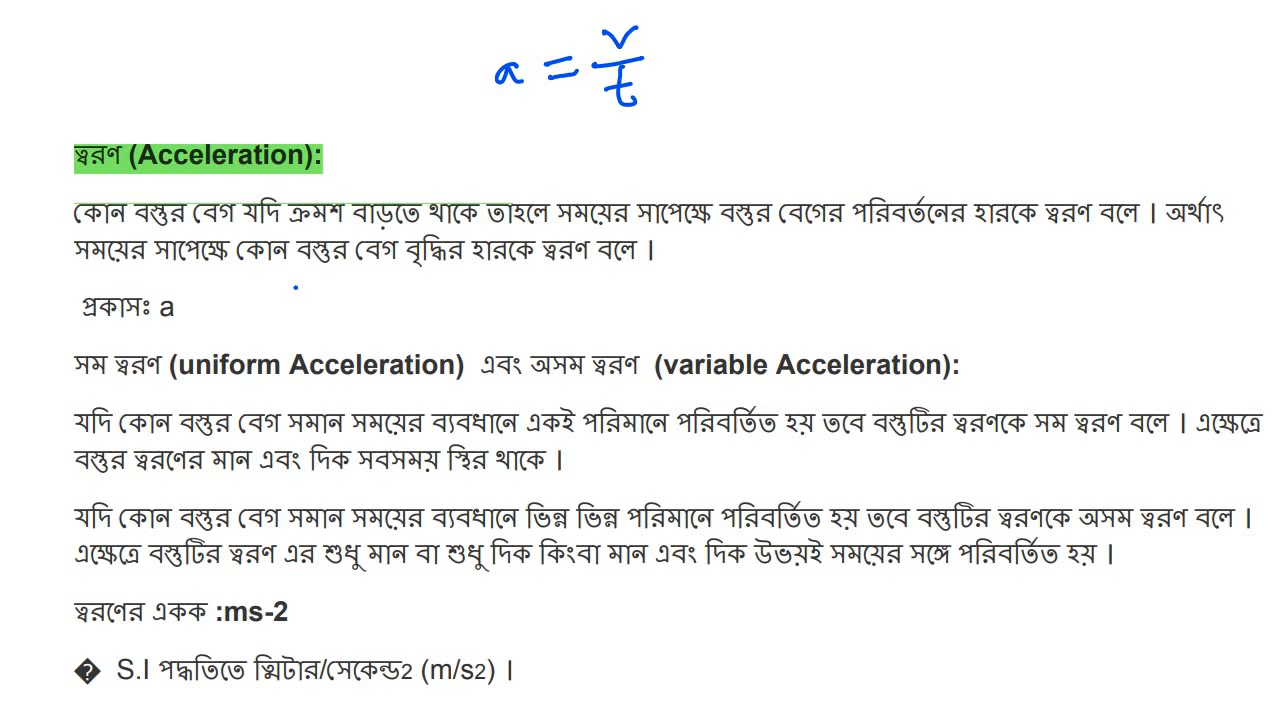 a = v/t
ত্বরণ (Acceleration):
কোন বস্তুর বেগ যদি ক্রমশ বাড়তে থাকে তাহলে সময়ের সাপেক্ষে বস্তুর বেগের পরিবর্তনের হারকে ত্বরণ বলে । অর্থাৎ
সময়ের সাপেক্ষে কোন বস্তুর বেগ বৃদ্ধির হারকে ত্বরণ বলে ।
প্রকাসঃ a
সম ত্বরণ (uniform Acceleration) এবং অসম ত্বরণ (variable Acceleration):
যদি কোন বস্তুর বেগ সমান সময়ের ব্যবধানে একই পরিমানে পরিবর্তিত হয় তবে বস্তুটির ত্বরণকে সম ত্বরণ বলে । এক্ষেত্রে
বস্তুর ত্বরণের মান এবং দিক সবসময় স্থির থাকে ।
যদি কোন বস্তুর বেগ সমান সময়ের ব্যবধানে ভিন্ন ভিন্ন পরিমানে পরিবর্তিত হয় তবে বস্তুটির ত্বরণকে অসম ত্বরণ বলে ।
এক্ষেত্রে বস্তুটির ত্বরণ এর শুধু মান বা শুধু দিক কিংবা মান এবং দিক উভয়ই সময়ের সঙ্গে পরিবর্তিত হয় ।
ত্বরণের একক :ms-2
� S.I পদ্ধতিতে ত্মিটার/সেকেন্ড2 (m/s2) ।